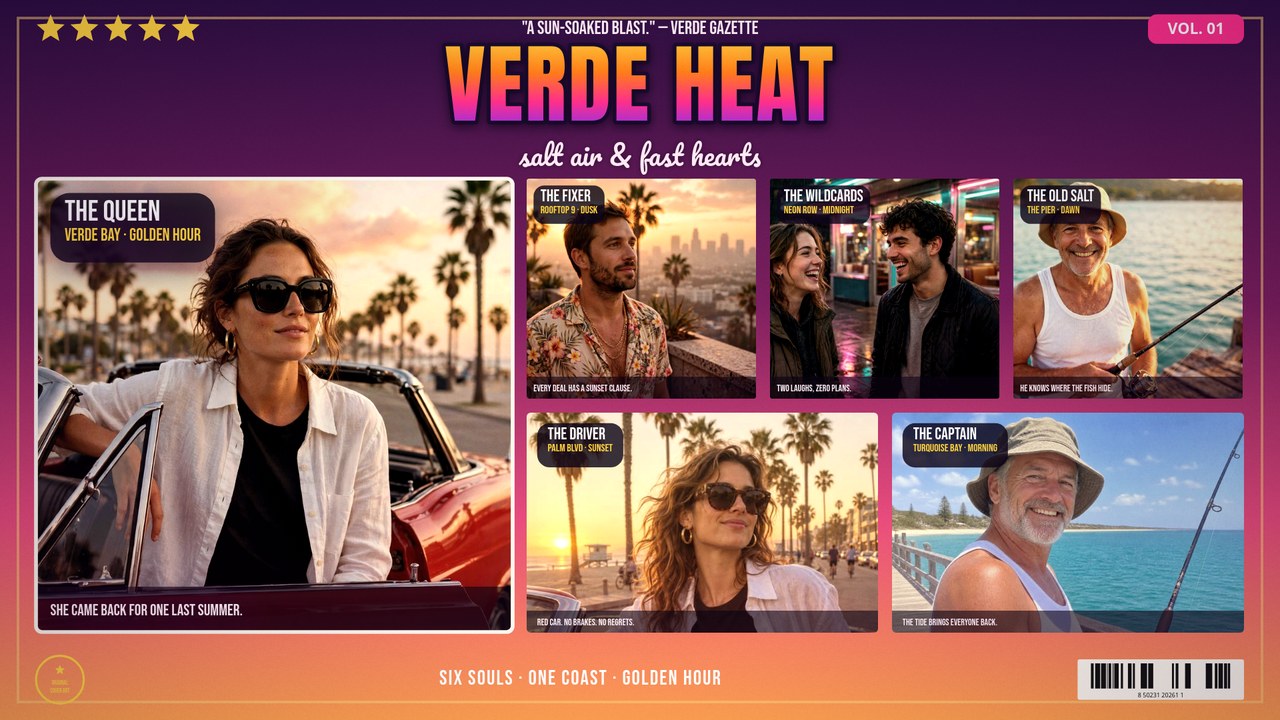 "A SUN-SOAKED BLAST." — VERDE GAZETTE
VOL. 01
VERDE HEAT
salt air & fast hearts
THE QUEEN
VERDE BAY · GOLDEN HOUR
SHE CAME BACK FOR ONE LAST SUMMER.
THE FIXER
ROOFTOP 9 · DUSK
EVERY DEAL HAS A SUNSET CLAUSE.
THE WILDCARDS
NEON ROW · MIDNIGHT
TWO LAUGHS, ZERO PLANS.
THE OLD SALT
THE PIER · DAWN
HE KNOWS WHERE THE FISH HIDE.
THE DRIVER
PALM BLVD · SUNSET
RED CAR. NO BRAKES. NO REGRETS.
THE CAPTAIN
TURQUOISE BAY · MORNING
THE TIDE BRINGS EVERYONE BACK.
SIX SOULS · ONE COAST · GOLDEN HOUR
8 50231 20261 1